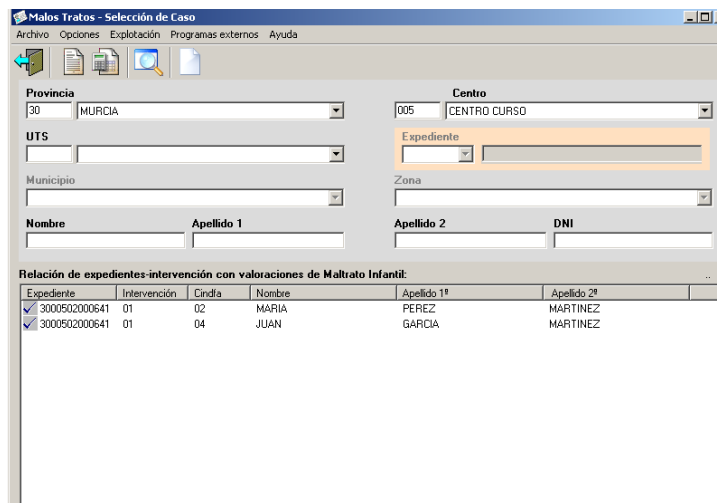 Malos Tratos - Selección de Caso
Archivo Opciones Explotación Programas externos Ayuda
Provincia Centro
30 MURCIA 005 CENTRO CURSO
UTS Expediente
Municipio Zona
Nombre Apellido 1 Apellido 2 DNI
Relación de expedientes-intervención con valoraciones de Maltrato Infantil: ..
Expediente Intervención Cindfa Nombre Apellido 1º Apellido 2º
3000502000641 01 02 MARIA PEREZ MARTINEZ
3000502000641 01 04 JUAN GARCIA MARTINEZ